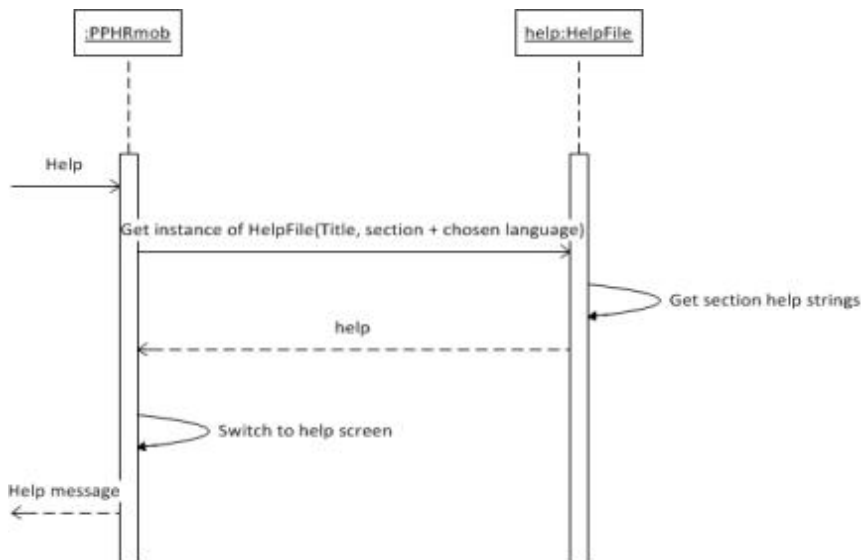 :PPHRmob
help:HelpFile
Help
Get instance of HelpFile(Title, section + chosen language)
Get section help strings
help
Switch to help screen
Help message